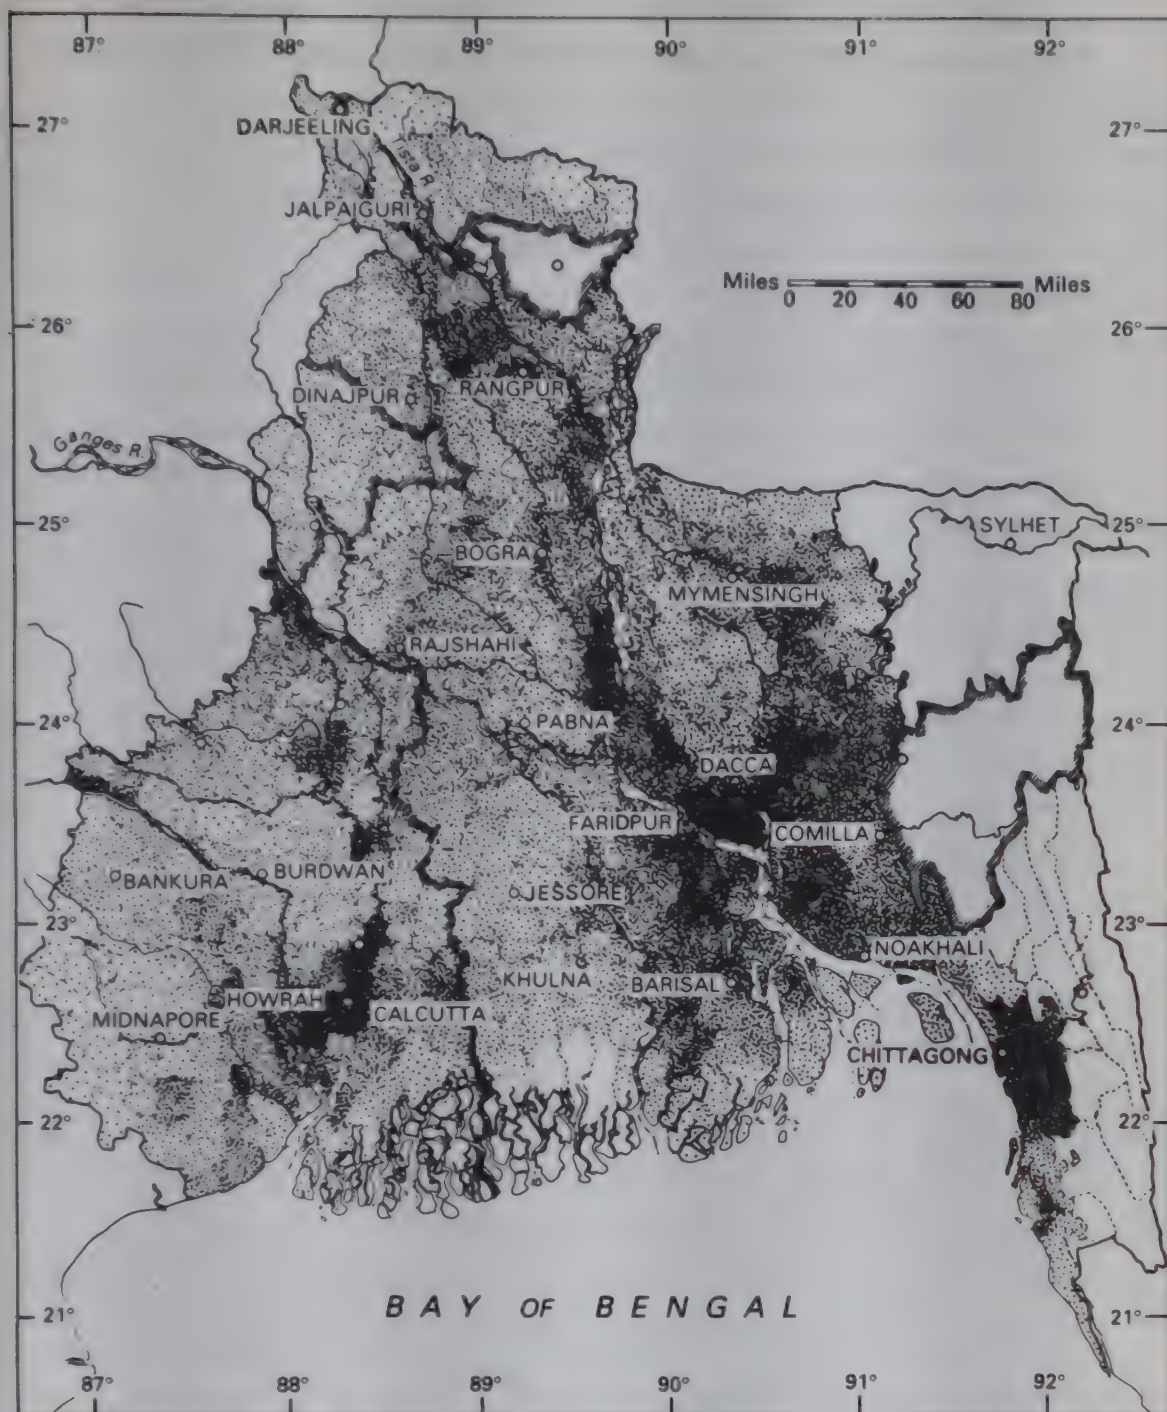 87° 88° 89° 90° 91° 92°
27° 27°
DARJEELING
JALPAIGURI
Miles 0 20 40 60 80 Miles
26° 26°
DINAJPUR RANGPUR
Ganges R.
25° SYLHET 25°
BOGRA
MYMENSINGH
RAJSHAHI
24° PABNA 24°
DACCA
FARIDPUR COMILLA
BANKURA BURDWAN
JESSORE
23° 23°
NOAKHALI
KHULNA BARISAL
HOWRAH CALCUTTA
MIDNAPORE
CHITTAGONG
22° 22°
BAY OF BENGAL
21° 21°
87° 88° 89° 90° 91° 92°